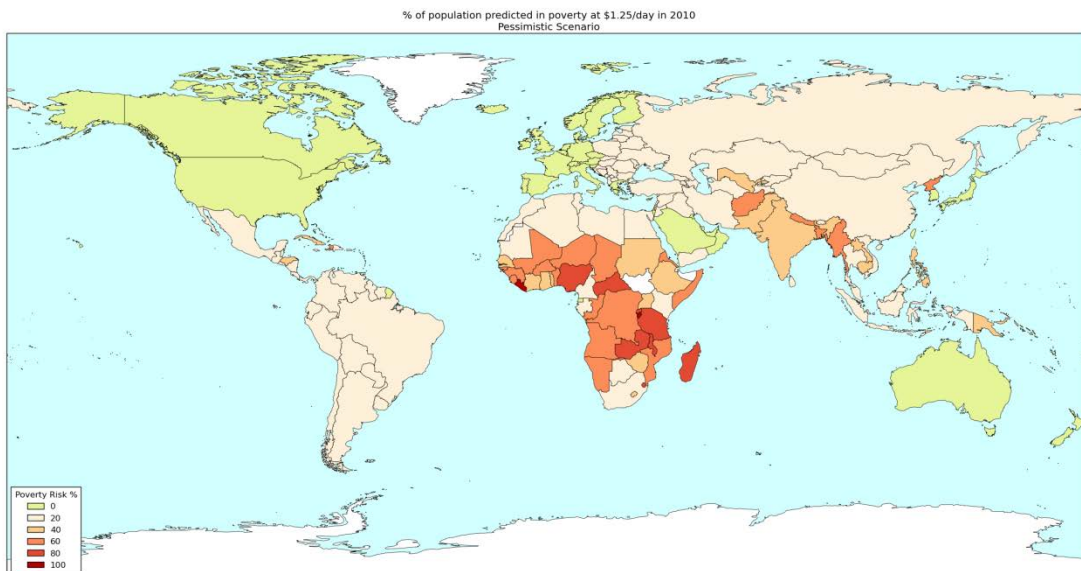 % of population predicted in poverty at $1.25/day in 2010
Pessimistic Scenario
Poverty Risk %
0
20
40
60
80
100